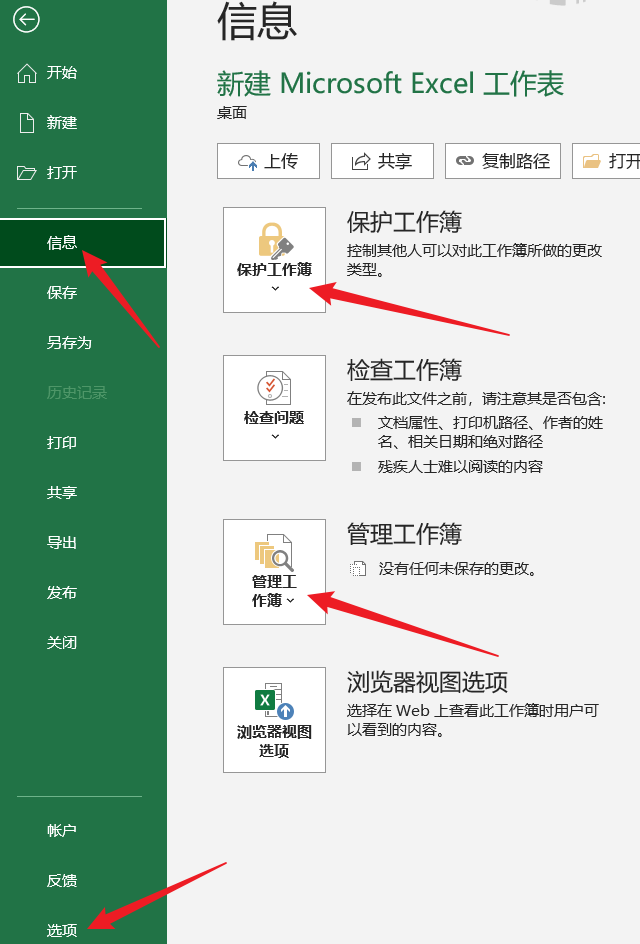 信息
开始
新建
打开
信息
保存
另存为
历史记录
打印
共享
导出
发布
关闭
帐户
反馈
选项
新建 Microsoft Excel 工作表
桌面
上传
共享
复制路径
打开
保护工作簿
保护工作簿
控制其他人可以对此工作簿所做的更改
类型。
检查问题
检查工作簿
在发布此文件之前，请注意其是否包含:
文档属性、打印机路径、作者的姓
名、相关日期和绝对路径
残疾人士难以阅读的内容
管理工
作簿
管理工作簿
没有任何未保存的更改。
浏览器视图
选项
浏览器视图选项
选择在 Web 上查看此工作簿时用户可
以看到的内容。